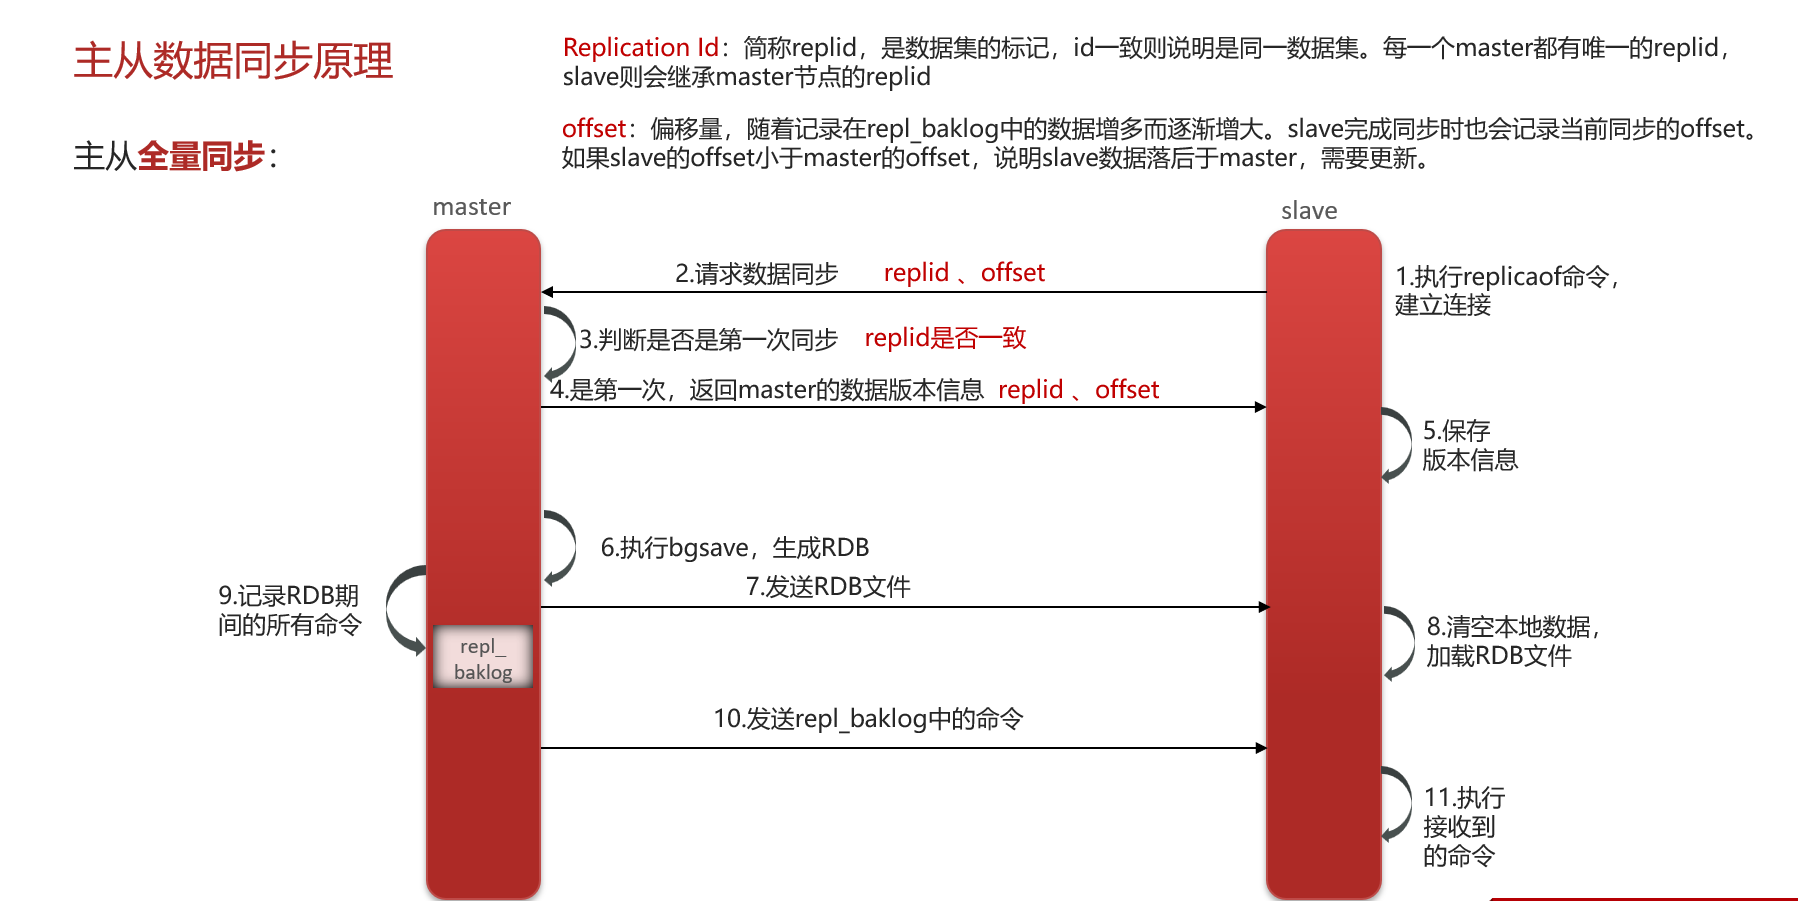 主从数据同步原理
Replication Id：简称replid，是数据集的标记，id一致则说明是同一数据集。每一个master都有唯一的replid，
slave则会继承master节点的replid
offset：偏移量，随着记录在repl_baklog中的数据增多而逐渐增大。slave完成同步时也会记录当前同步的offset。
如果slave的offset小于master的offset，说明slave数据落后于master，需要更新。
主从全量同步：
master
slave
1.执行replicaof命令，
建立连接
2.请求数据同步 replid 、offset
3.判断是否是第一次同步 replid是否一致
4.是第一次，返回master的数据版本信息 replid 、offset
5.保存
版本信息
6.执行bgsave，生成RDB
7.发送RDB文件
8.清空本地数据，
加载RDB文件
9.记录RDB期
间的所有命令
repl_
baklog
10.发送repl_baklog中的命令
11.执行
接收到
的命令